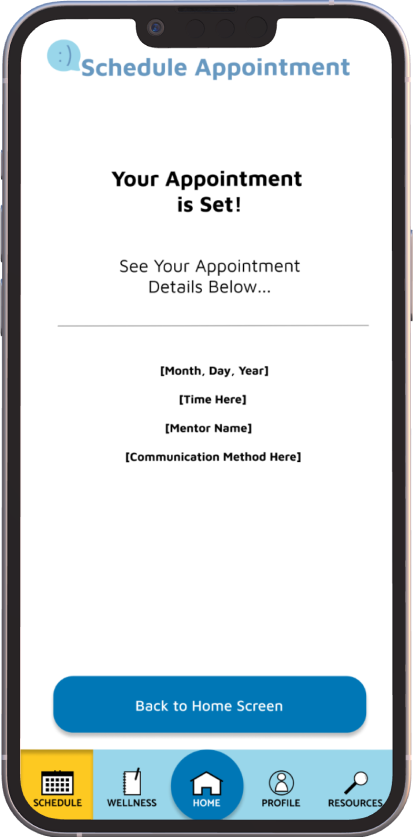 :)
Schedule Appointment
Your Appointment
is Set!
See Your Appointment
Details Below...
[Month, Day, Year]
[Time Here]
[Mentor Name]
[Communication Method Here]
Back to Home Screen
SCHEDULE
WELLNESS
HOME
PROFILE
RESOURCES